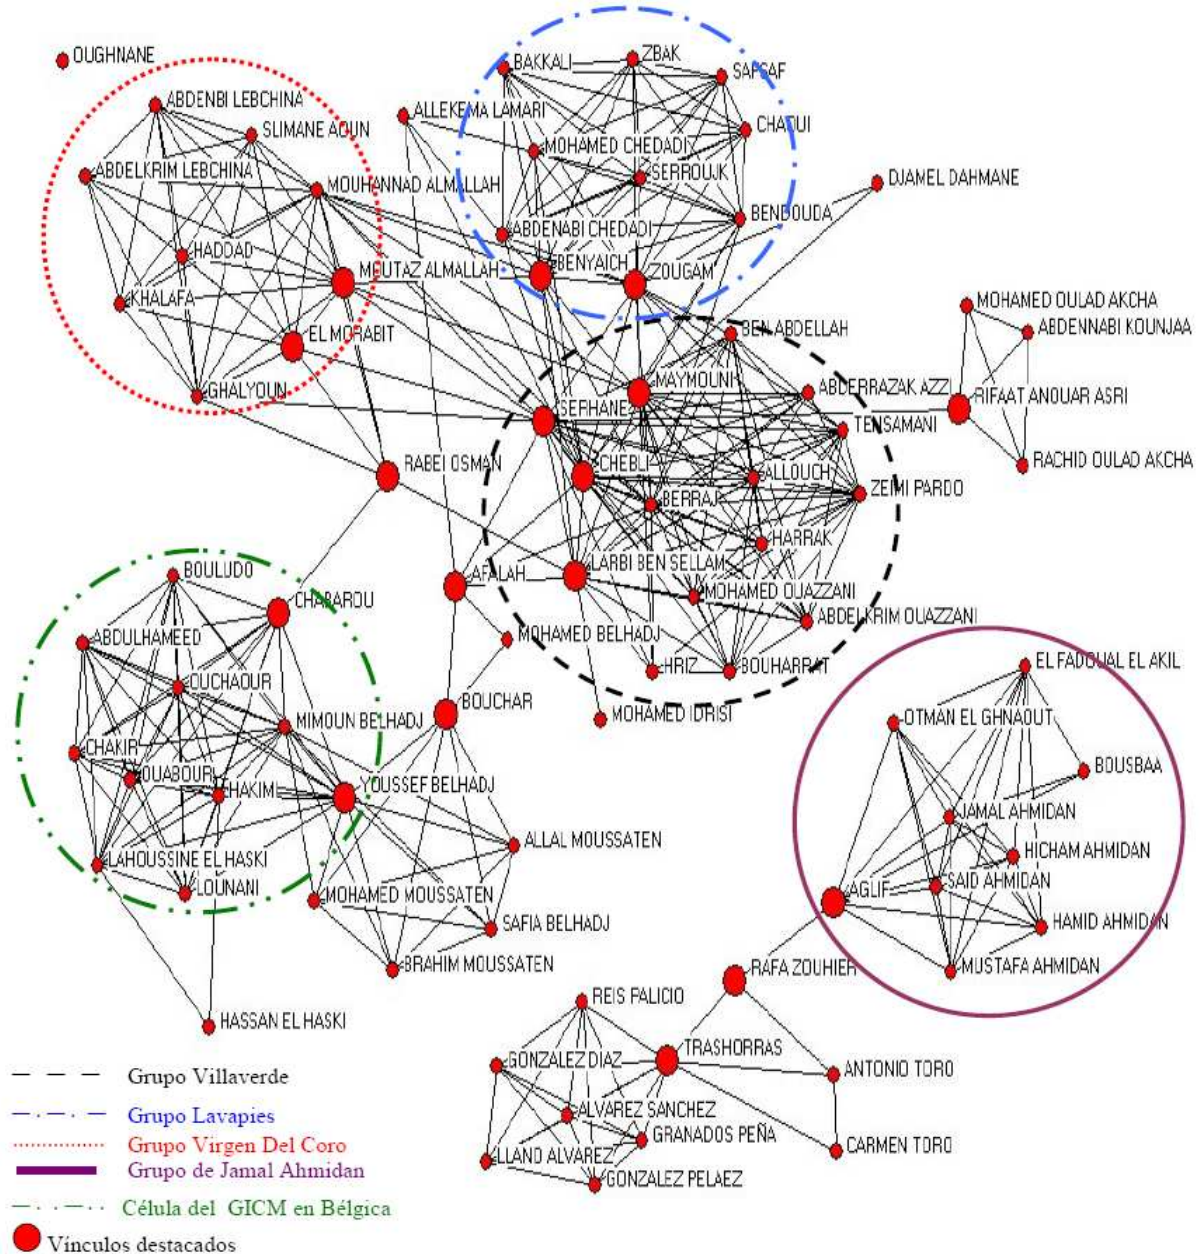 OUGHNANE
ABDENBI LEBCHINA
SLIMANE AOUN
ABDELKRIM LEBCHINA
MOUHANNAD ALMALLAH
HADDAD
MOUTAZ ALMALLAH
KHALAFA
EL MORABIT
GHALYOUN
ALLEKEMA LAMARI
BAKKALI
ZBAK
SAFSAF
CHAOUI
MOHAMED CHEDADI
SERROUJK
ABDENABI CHEDADI
BENDOUDA
BENYAICH
ZOUGAM
DJAMEL DAHMANE
BEN ABDELLAH
MAYMOUNI
ABDERRAZAK AZZI
SERHANE
TENSAMANI
CHEBLI
ALLOUCH
BERRAJ
ZEIMI PARDO
HARRAK
LARBI BEN SELLAM
MOHAMED OUAZZANI
ABDELKRIM OUAZZANI
HRIZ
BOUHARRAT
MOHAMED OULAD AKCHA
ABDENNABI KOUNJAA
RIFAAT ANOUAR ASRI
RACHID OULAD AKCHA
RABEI OSMAN
AFALAH
MOHAMED BELHADJ
BOUCHAR
MOHAMED IDRISI
BOULUDO
CHABAROU
ABDULHAMEED
OUCHAOUR
MIMOUN BELHADJ
CHAKIR
OUABOUR
HAKIMI
YOUSSEF BELHADJ
LAHOUSSINE EL HASKI
LOUNANI
ALLAL MOUSSATEN
MOHAMED MOUSSATEN
SAFIA BELHADJ
BRAHIM MOUSSATEN
HASSAN EL HASKI
EL FADOUAL EL AKIL
OTMAN EL GHNAOUT
BOUSBAA
JAMAL AHMIDAN
HICHAM AHMIDAN
SAID AHMIDAN
AGLIF
HAMID AHMIDAN
MUSTAFA AHMIDAN
RAFA ZOUHIER
REIS PALICIO
TRASHORRAS
GONZALEZ DIAZ
ANTONIO TORO
ALVAREZ SANCHEZ
GRANADOS PEÑA
CARMEN TORO
LLANO ALVAREZ
GONZALEZ PELAEZ
Grupo Villaverde
Grupo Lavapies
Grupo Virgen Del Coro
Grupo de Jamal Ahmidan
Célula del GICM en Bélgica
Vínculos destacados